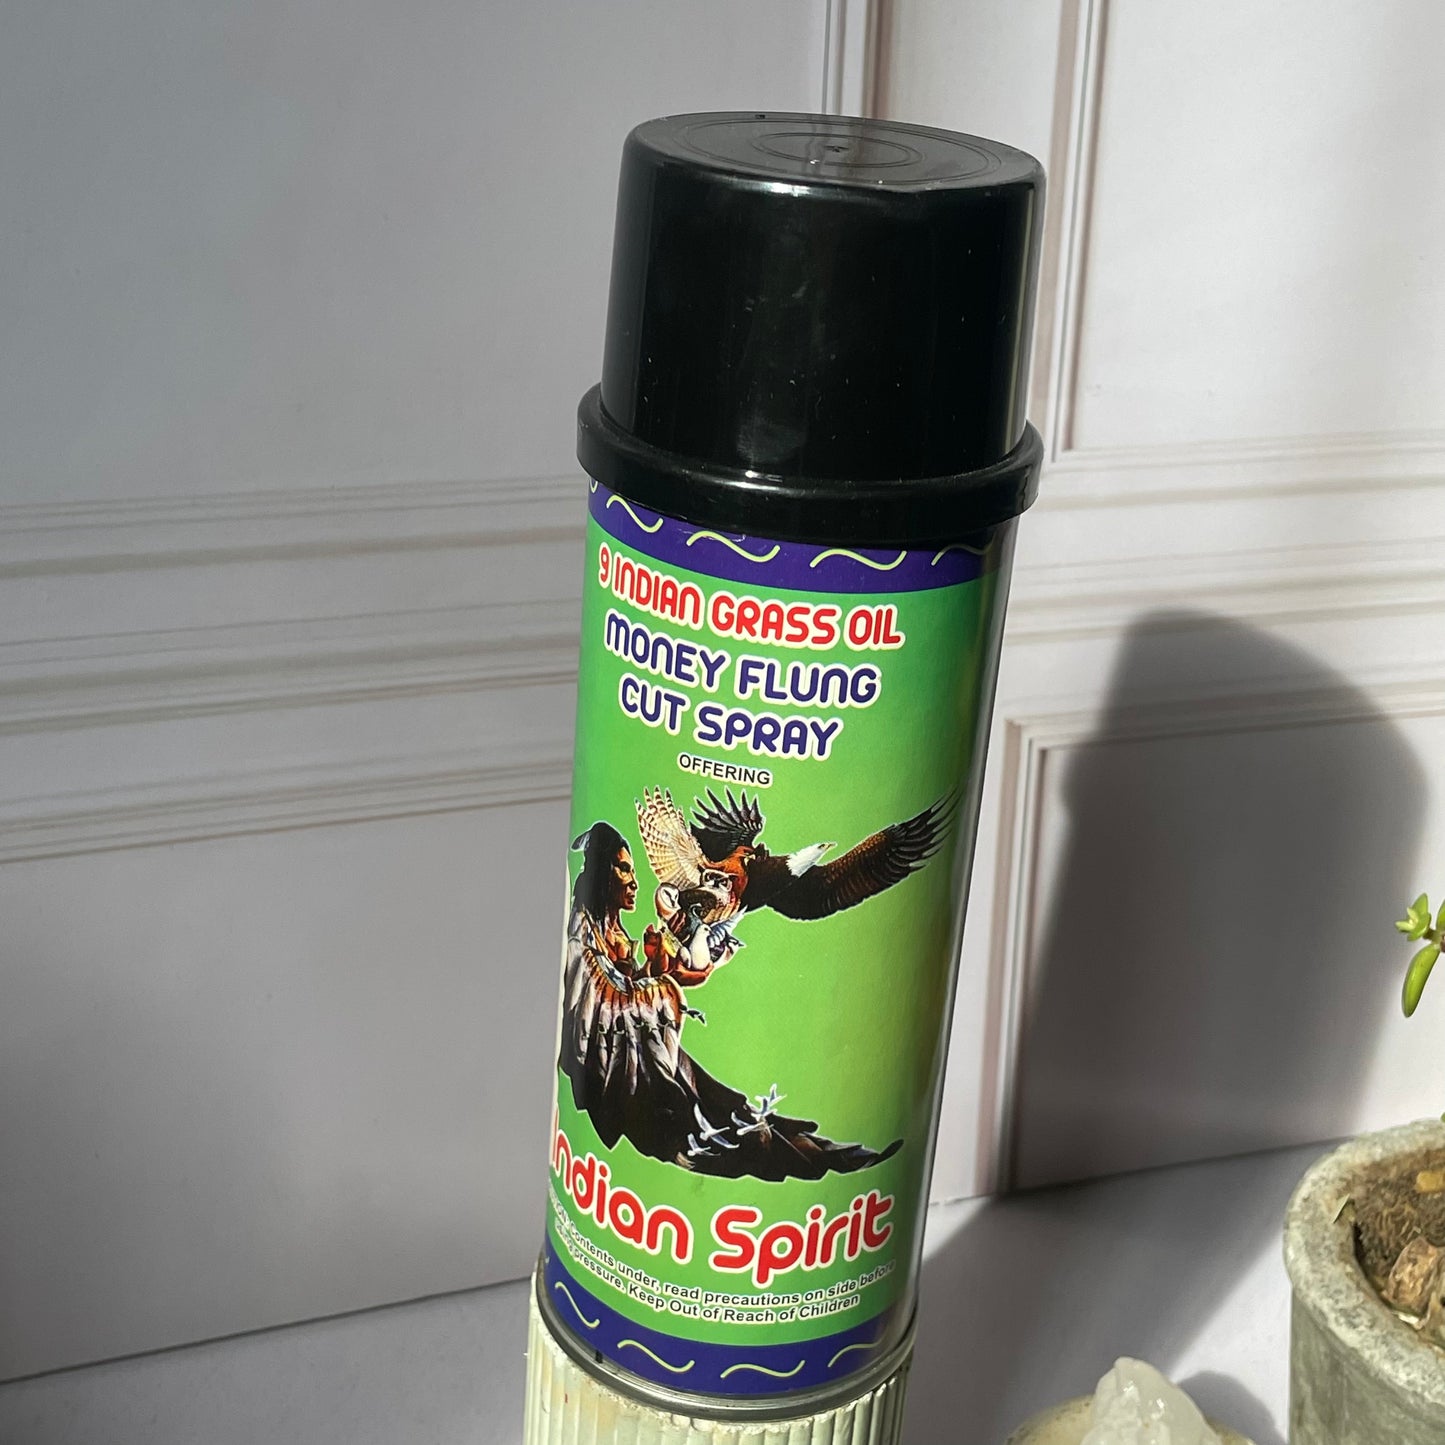 9 INDIAN GRASS OIL
MONEY FLUNG
CUT SPRAY
OFFERING
Indian Spirit
Contents under, read precautions on side before
pressure. Keep Out of Reach of Children